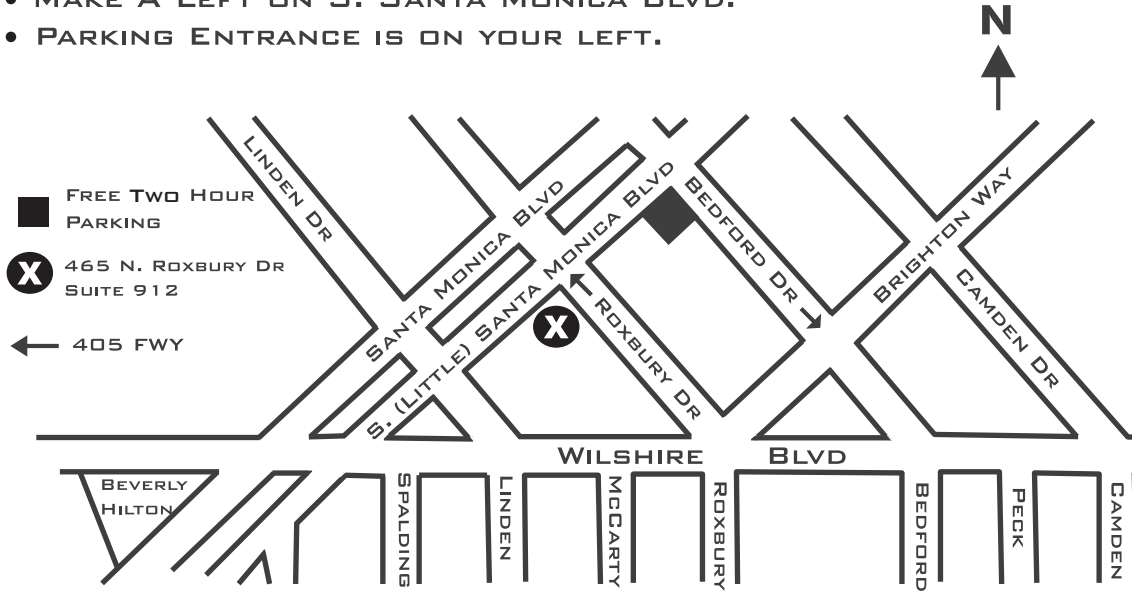 • MAKE A LEFT ON S. SANTA MONICA BLVD.
• PARKING ENTRANCE IS ON YOUR LEFT.
N
FREE TWO HOUR
PARKING
X
465 N. ROXBURY DR
SUITE 912
405 FWY
LINDEN DR
SANTA MONICA BLVD
S. (LITTLE) SANTA MONICA BLVD
X
ROXBURY DR
BEDFORD DR
BRIGHTON WAY
CAMDEN DR
WILSHIRE BLVD
BEVERLY
HILTON
SPALDING
LINDEN
MCCARTY
ROXBURY
BEDFORD
PECK
CAMDEN